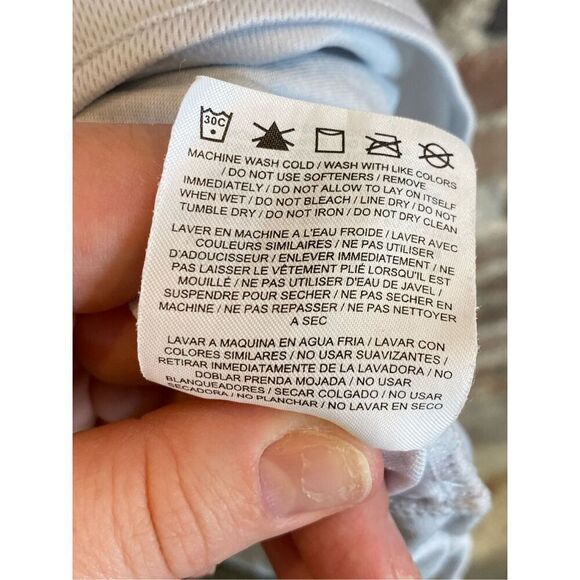 30C
MACHINE WASH COLD / WASH WITH LIKE COLORS
/ DO NOT USE SOFTENERS / REMOVE
IMMEDIATELY / DO NOT ALLOW TO LAY ON ITSELF
WHEN WET / DO NOT BLEACH / LINE DRY / DO NOT
TUMBLE DRY / DO NOT IRON / DO NOT DRY CLEAN
LAVER EN MACHINE A L'EAU FROIDE / LAVER AVEC
COULEURS SIMILAIRES / NE PAS UTILISER
D'ADOUCISSEUR / ENLEVER IMMEDIATEMENT / NE
PAS LAISSER LE VÊTEMENT PLIÉ LORSQU'IL EST
MOUILLÉ / NE PAS UTILISER D'EAU DE JAVEL /
SUSPENDRE POUR SECHER / NE PAS SECHER EN
MACHINE / NE PAS REPASSER / NE PAS NETTOYER
A SEC
LAVAR A MAQUINA EN AGUA FRIA / LAVAR CON
COLORES SIMILARES / NO USAR SUAVIZANTES /
RETIRAR INMEDIATAMENTE DE LA LAVADORA / NO
DOBLAR PRENDA MOJADA / NO USAR
BLANQUEADORES / SECAR COLGADO / NO USAR
SECADORA / NO PLANCHAR / NO LAVAR EN SECO